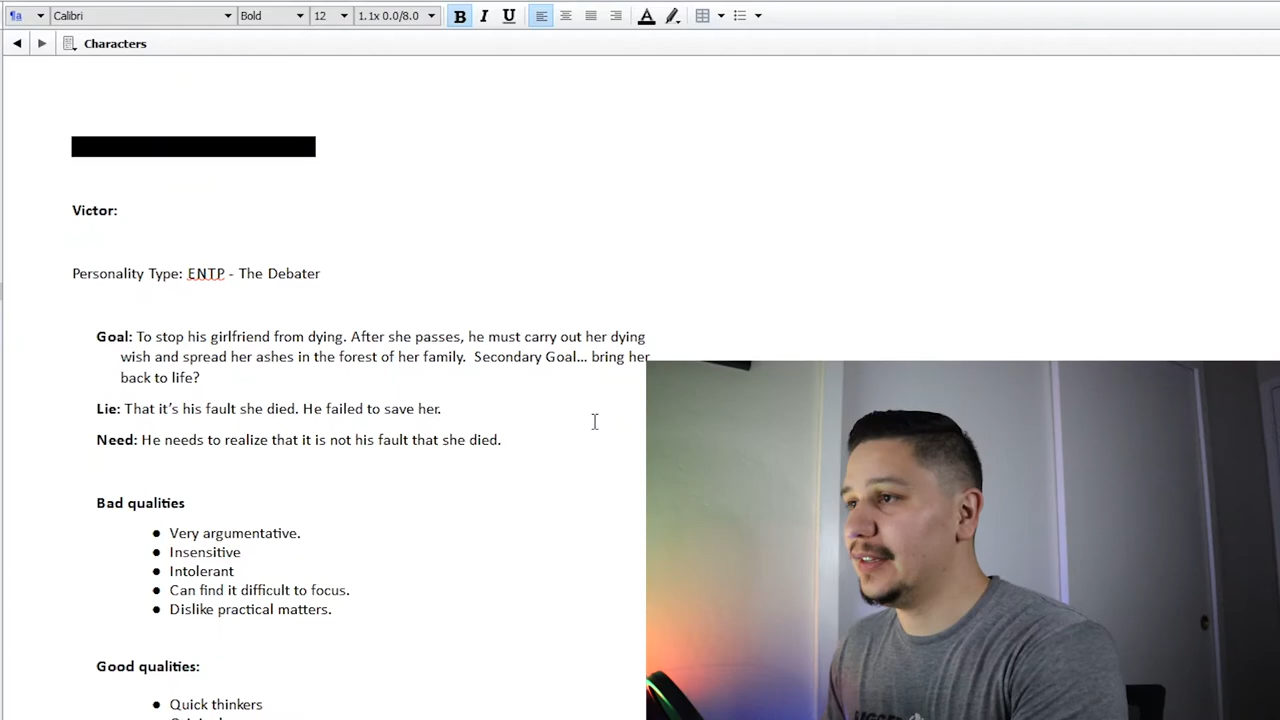 Calibri Bold 12 1.1x 0.0/8.0 B I U A
Characters
Victor:
Personality Type: ENTP - The Debater
Goal: To stop his girlfriend from dying. After she passes, he must carry out her dying
wish and spread her ashes in the forest of her family. Secondary Goal... bring her
back to life?
Lie: That it's his fault she died. He failed to save her.
Need: He needs to realize that it is not his fault that she died.
Bad qualities
● Very argumentative.
● Insensitive
● Intolerant
● Can find it difficult to focus.
● Dislike practical matters.
Good qualities:
● Quick thinkers